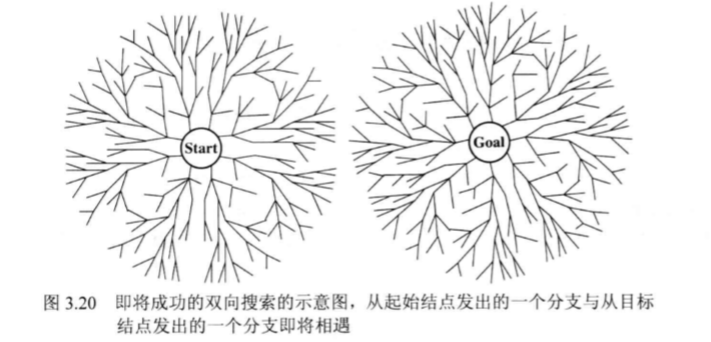 Start
Goal
图 3.20 即将成功的双向搜索的示意图，从起始结点发出的一个分支与从目标
结点发出的一个分支即将相遇